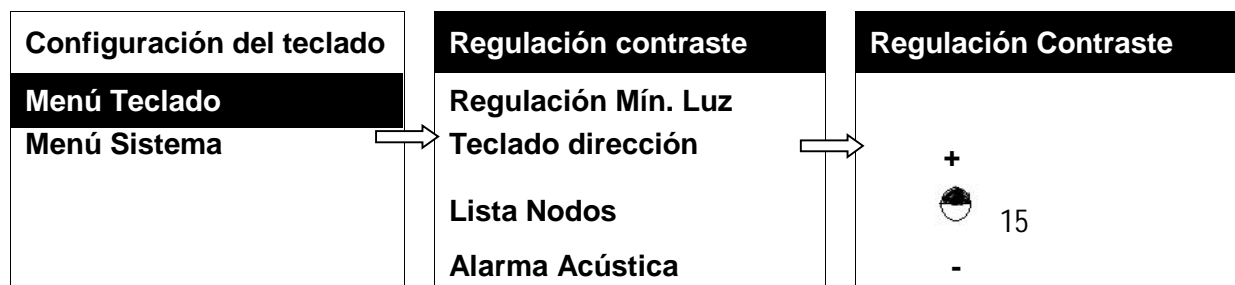 Configuración del teclado
Menú Teclado
Menú Sistema
Regulación contraste
Regulación Mín. Luz
Teclado dirección
Lista Nodos
Alarma Acústica
Regulación Contraste
+
15
-